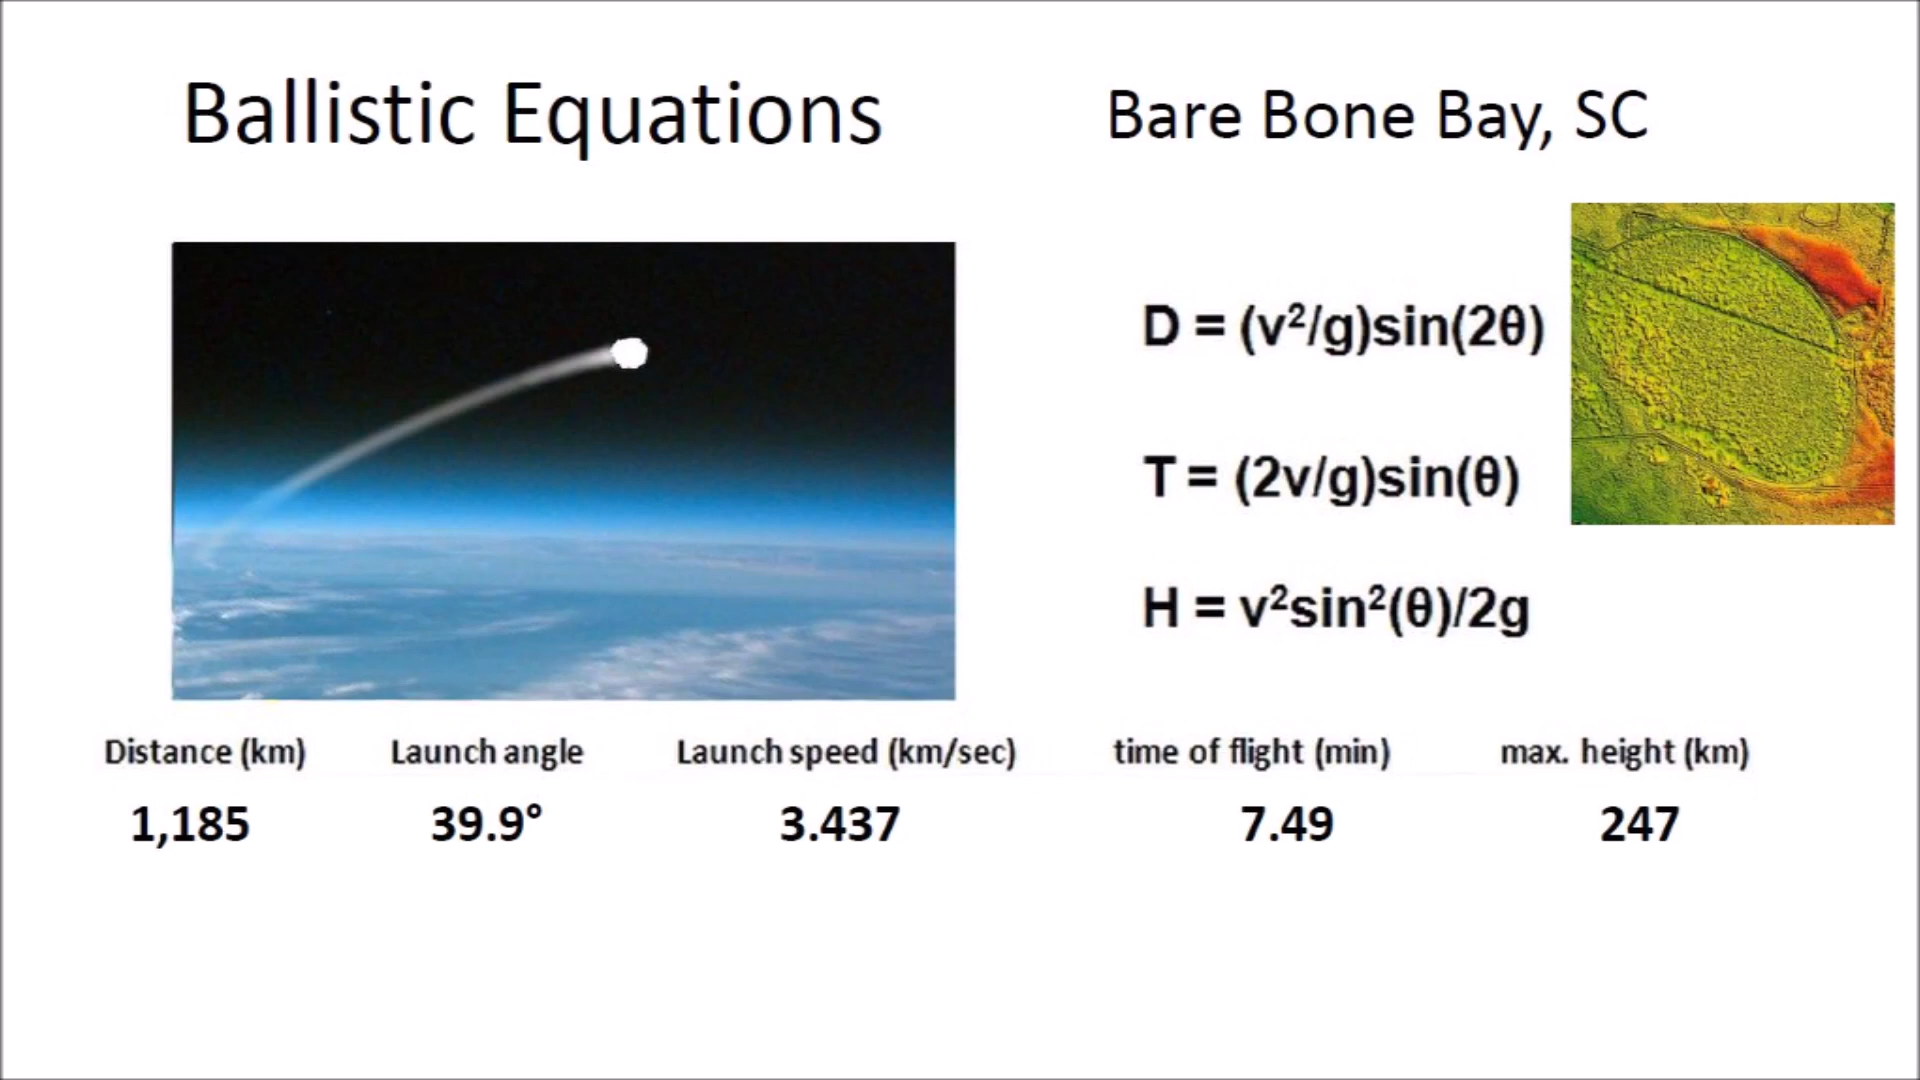 Ballistic Equations
Bare Bone Bay, SC
D = (v²/g)sin(2θ)
T = (2v/g)sin(θ)
H = v²sin²(θ)/2g
Distance (km) Launch angle Launch speed (km/sec) time of flight (min) max. height (km)
1,185 39.9° 3.437 7.49 247